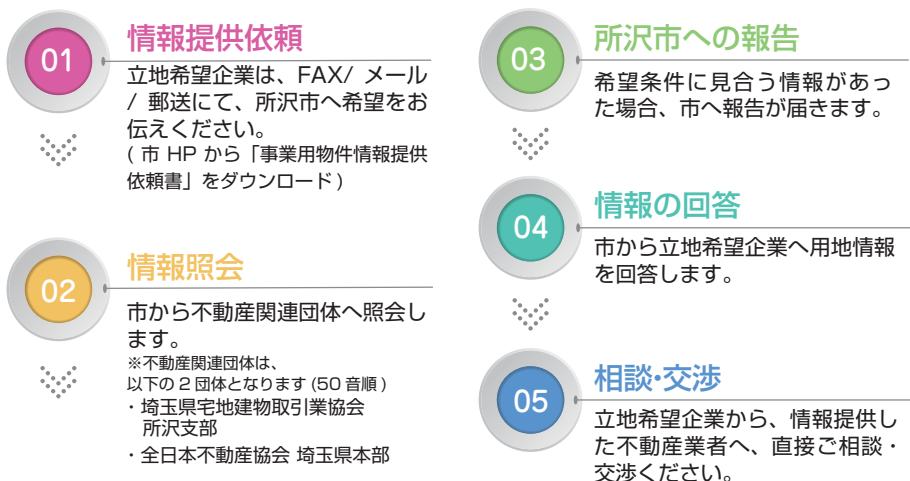 01
情報提供依頼
立地希望企業は、FAX/ メール
/ 郵送にて、所沢市へ希望をお
伝えください。
( 市 HP から「事業用物件情報提供
依頼書」をダウンロード )
02
情報照会
市から不動産関連団体へ照会し
ます。
※不動産関連団体は、
以下の 2 団体となります (50 音順 )
・埼玉県宅地建物取引業協会
所沢支部
・全日本不動産協会 埼玉県本部
03
所沢市への報告
希望条件に見合う情報があっ
た場合、市へ報告が届きます。
04
情報の回答
市から立地希望企業へ用地情報
を回答します。
05
相談・交渉
立地希望企業から、情報提供し
た不動産業者へ、直接ご相談・
交渉ください。